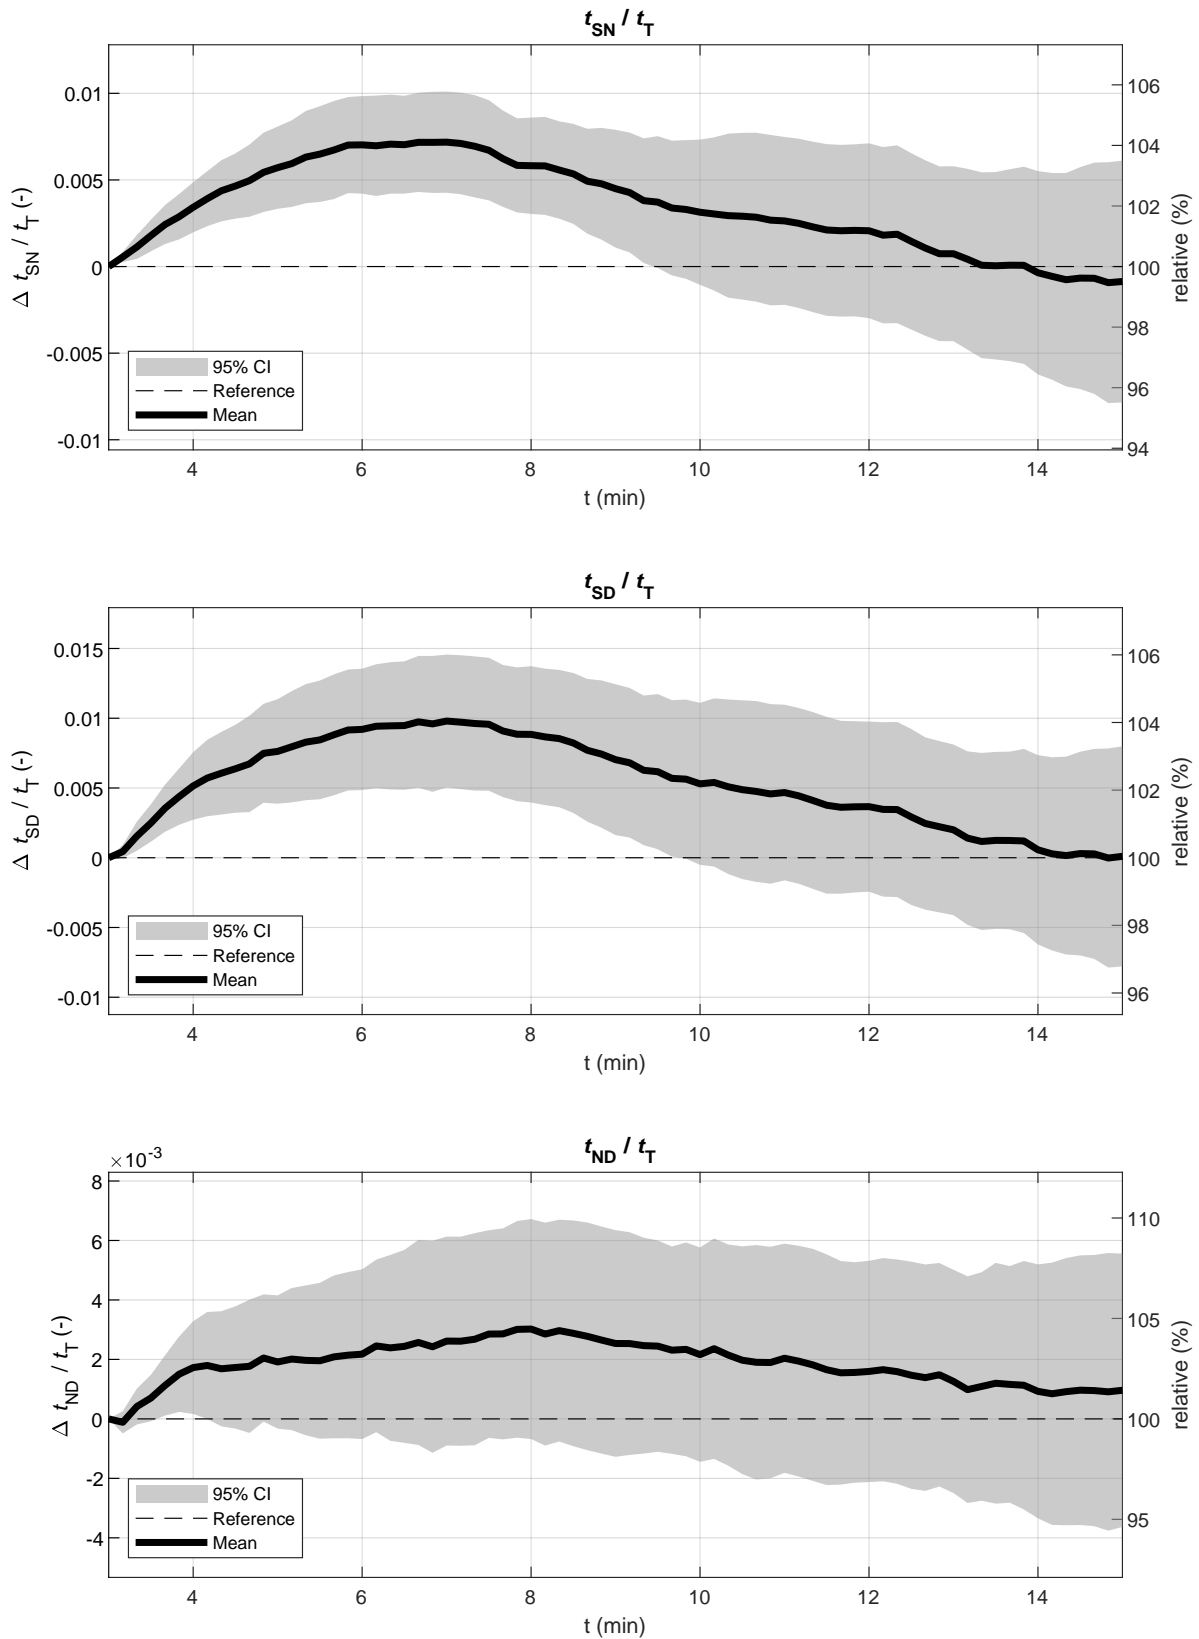 t_SN / t_T
0.01
0.005
0
-0.005
-0.01
Δ t_SN / t_T (-)
106
104
102
100
98
96
94
relative (%)
95% CI
Reference
Mean
4 6 8 10 12 14
t (min)
t_SD / t_T
0.015
0.01
0.005
0
-0.005
-0.01
Δ t_SD / t_T (-)
106
104
102
100
98
96
relative (%)
95% CI
Reference
Mean
4 6 8 10 12 14
t (min)
t_ND / t_T
×10^-3
8
6
4
2
0
-2
-4
Δ t_ND / t_T (-)
110
105
100
95
relative (%)
95% CI
Reference
Mean
4 6 8 10 12 14
t (min)